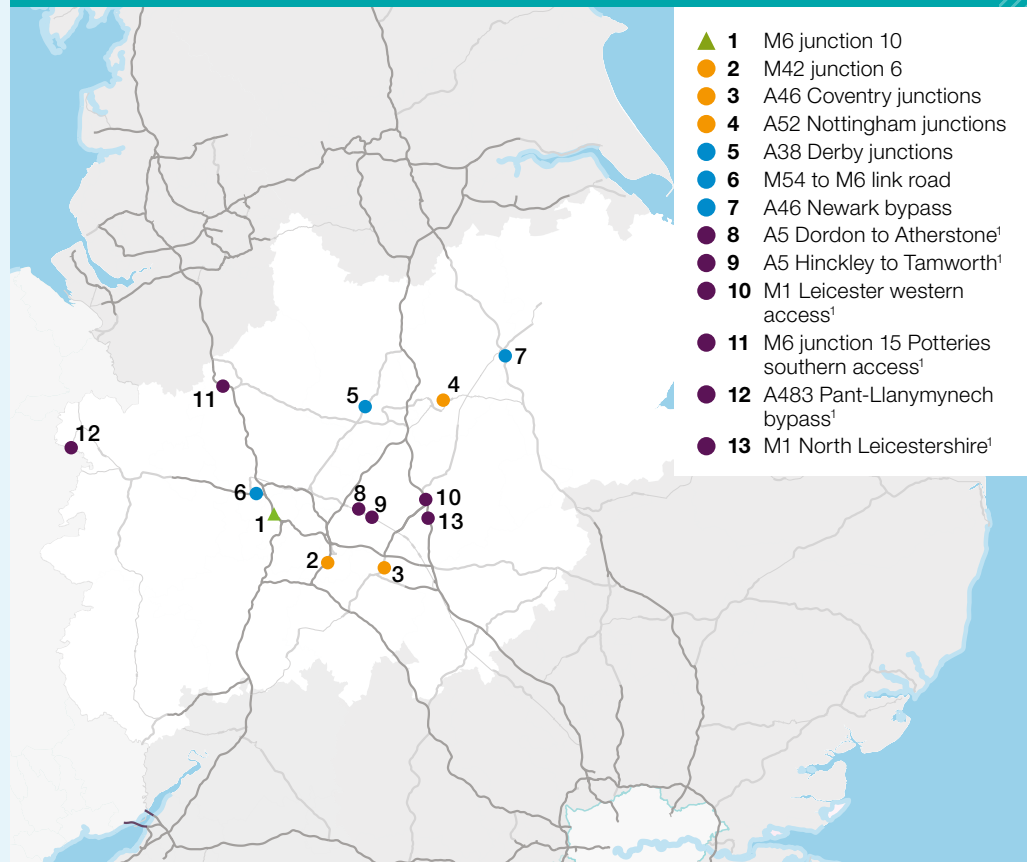 1 M6 junction 10
2 M42 junction 6
3 A46 Coventry junctions
4 A52 Nottingham junctions
5 A38 Derby junctions
6 M54 to M6 link road
7 A46 Newark bypass
8 A5 Dordon to Atherstone¹
9 A5 Hinckley to Tamworth¹
10 M1 Leicester western
access¹
11 M6 junction 15 Potteries
southern access¹
12 A483 Pant-Llanymynech
bypass¹
13 M1 North Leicestershire¹
7
11
5
4
12
6
8
10
9
1
13
2
3